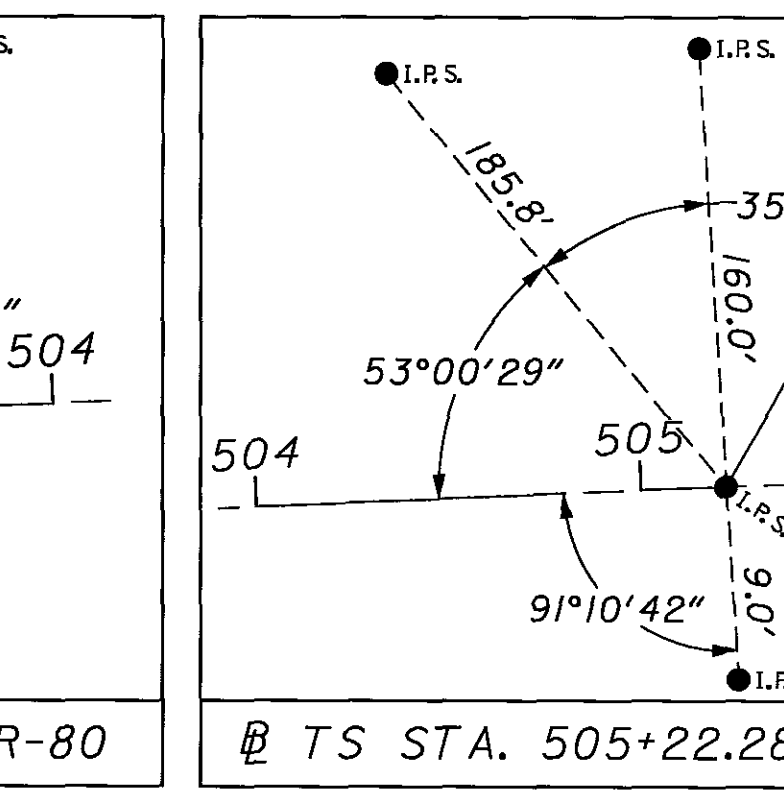 S.
I.P.S.
I.P.S.
185.8'
35
"
160.0'
504
53°00'29"
504
505
I.P.S.
9.0'
91°10'42"
I.P.
R-80
BL TS STA. 505+22.28